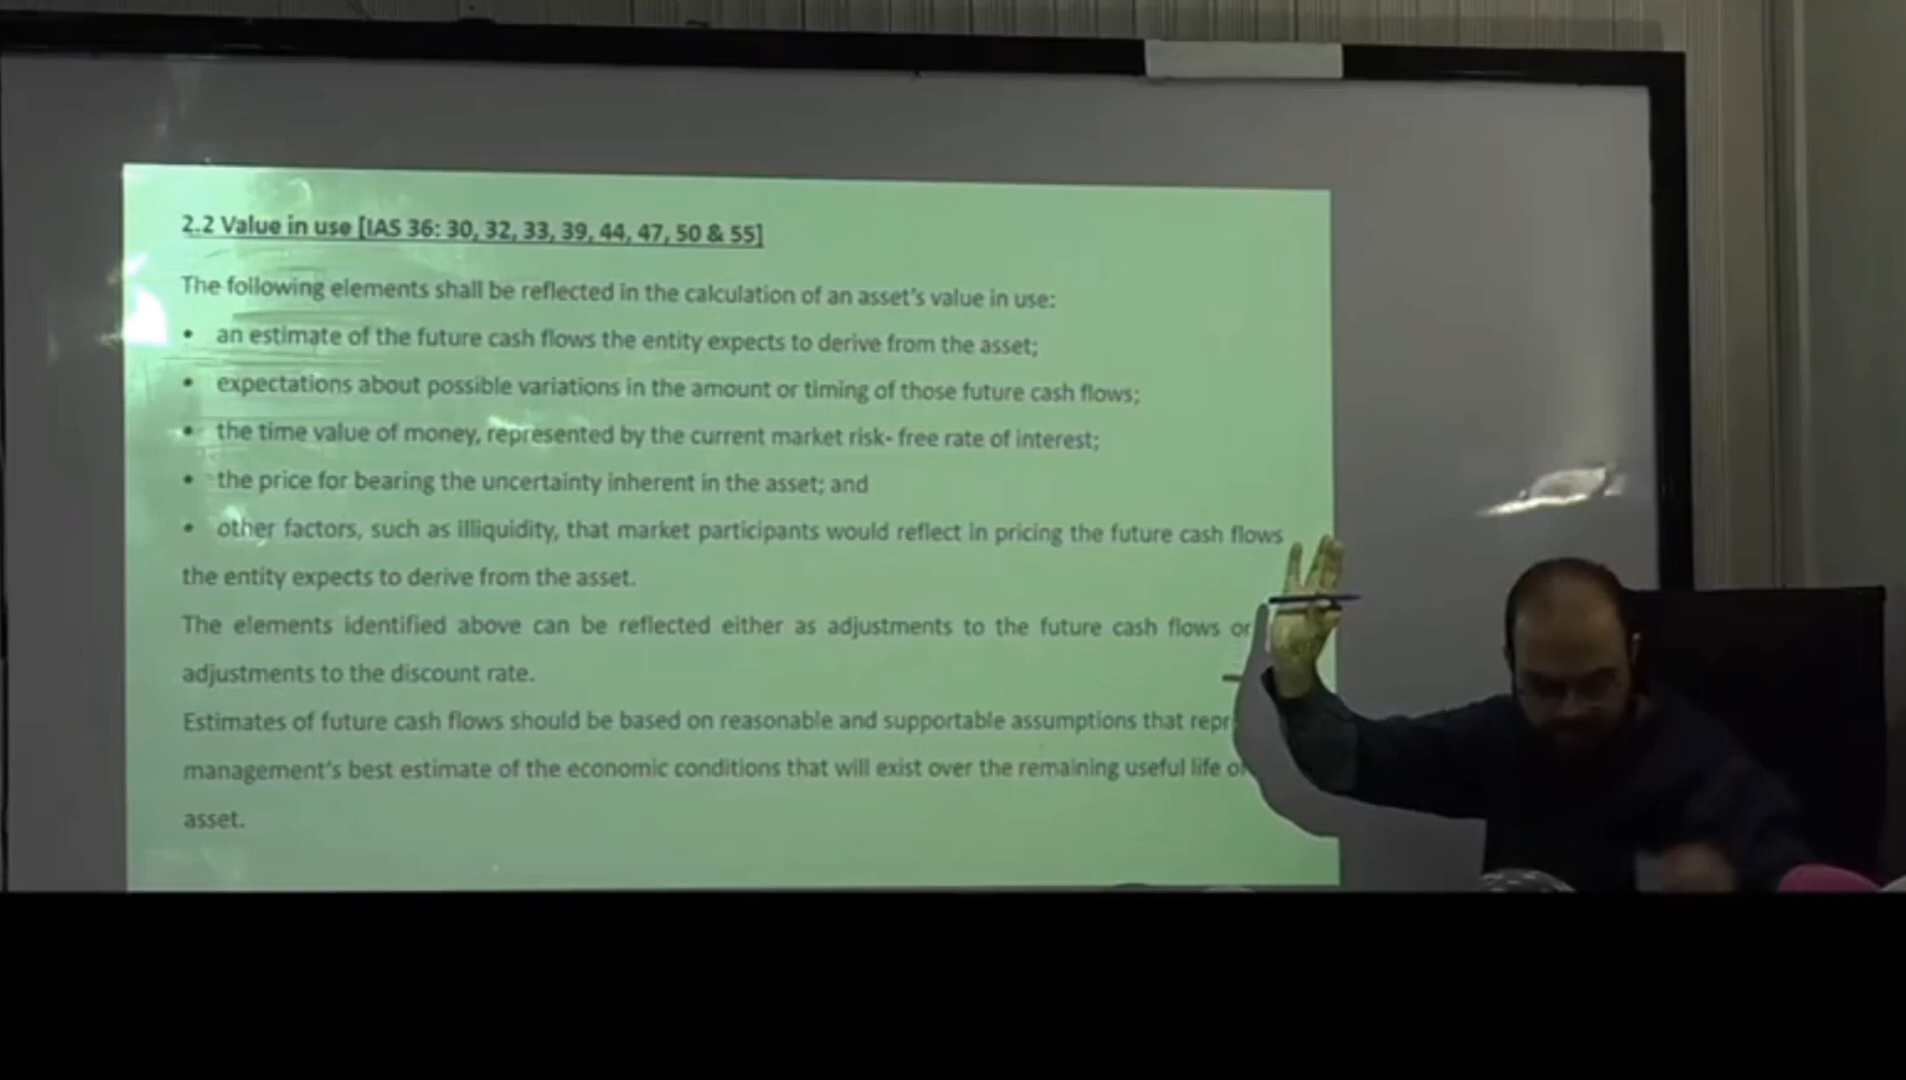 2.2 Value in use [IAS 36: 30, 32, 33, 39, 44, 47, 50 & 55]
The following elements shall be reflected in the calculation of an asset's value in use:
• an estimate of the future cash flows the entity expects to derive from the asset;
• expectations about possible variations in the amount or timing of those future cash flows;
• the time value of money, represented by the current market risk- free rate of interest;
• the price for bearing the uncertainty inherent in the asset; and
• other factors, such as illiquidity, that market participants would reflect in pricing the future cash flows
the entity expects to derive from the asset.
The elements identified above can be reflected either as adjustments to the future cash flows or
adjustments to the discount rate.
Estimates of future cash flows should be based on reasonable and supportable assumptions that
management's best estimate of the economic conditions that will exist over the remaining useful life
asset.